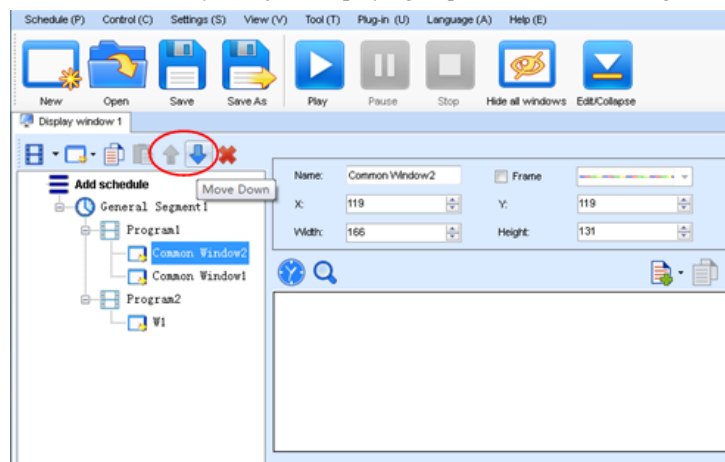 Schedule (P) Control (C) Settings (S) View (V) Tool (T) Plug-in (U) Language (A) Help (E)
New Open Save Save As Play Pause Stop Hide all windows Edit/Collapse
Display window 1
Add schedule
Move Down
General Segment1
Program1
Common Window2
Common Window1
Program2
W1
Name: Common Window2 Frame
X: 119 Y: 119
Width: 166 Height: 131